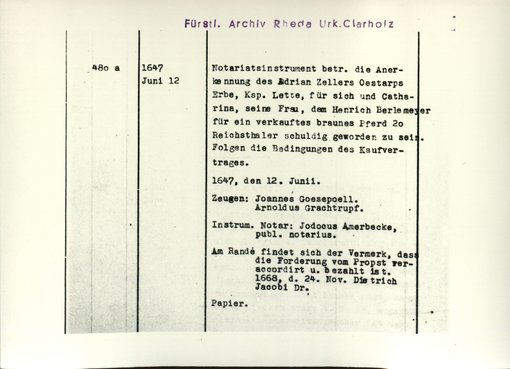 Fürstl. Archiv Rheda Urk.Clarholz
480 a 1647 Notariatsinstrument betr. die Aner-
Juni 12 kennung des Adrian Zellers Oestarps
Erbe, Ksp. Lette, für sich und Catha-
rina, seine Frau, dem Henrich Berlemeyer
für ein verkauftes braunes Pferd 20
Reichsthaler schuldig geworden zu sein.
Folgen die Bedingungen des Kaufver-
trages.
1647, den 12. Junii.
Zeugen: Joannes Goesepoell.
Arnoldus Grachtrupf.
Instrum. Notar: Jodocus Amerbecke,
publ. notarius.
Am Rande findet sich der Vermerk, dass
die Forderung vom Propst ver-
accordirt u. bezahlt ist.
1668, d. 24. Nov. Dietrich
Jacobi Dr.
Papier.